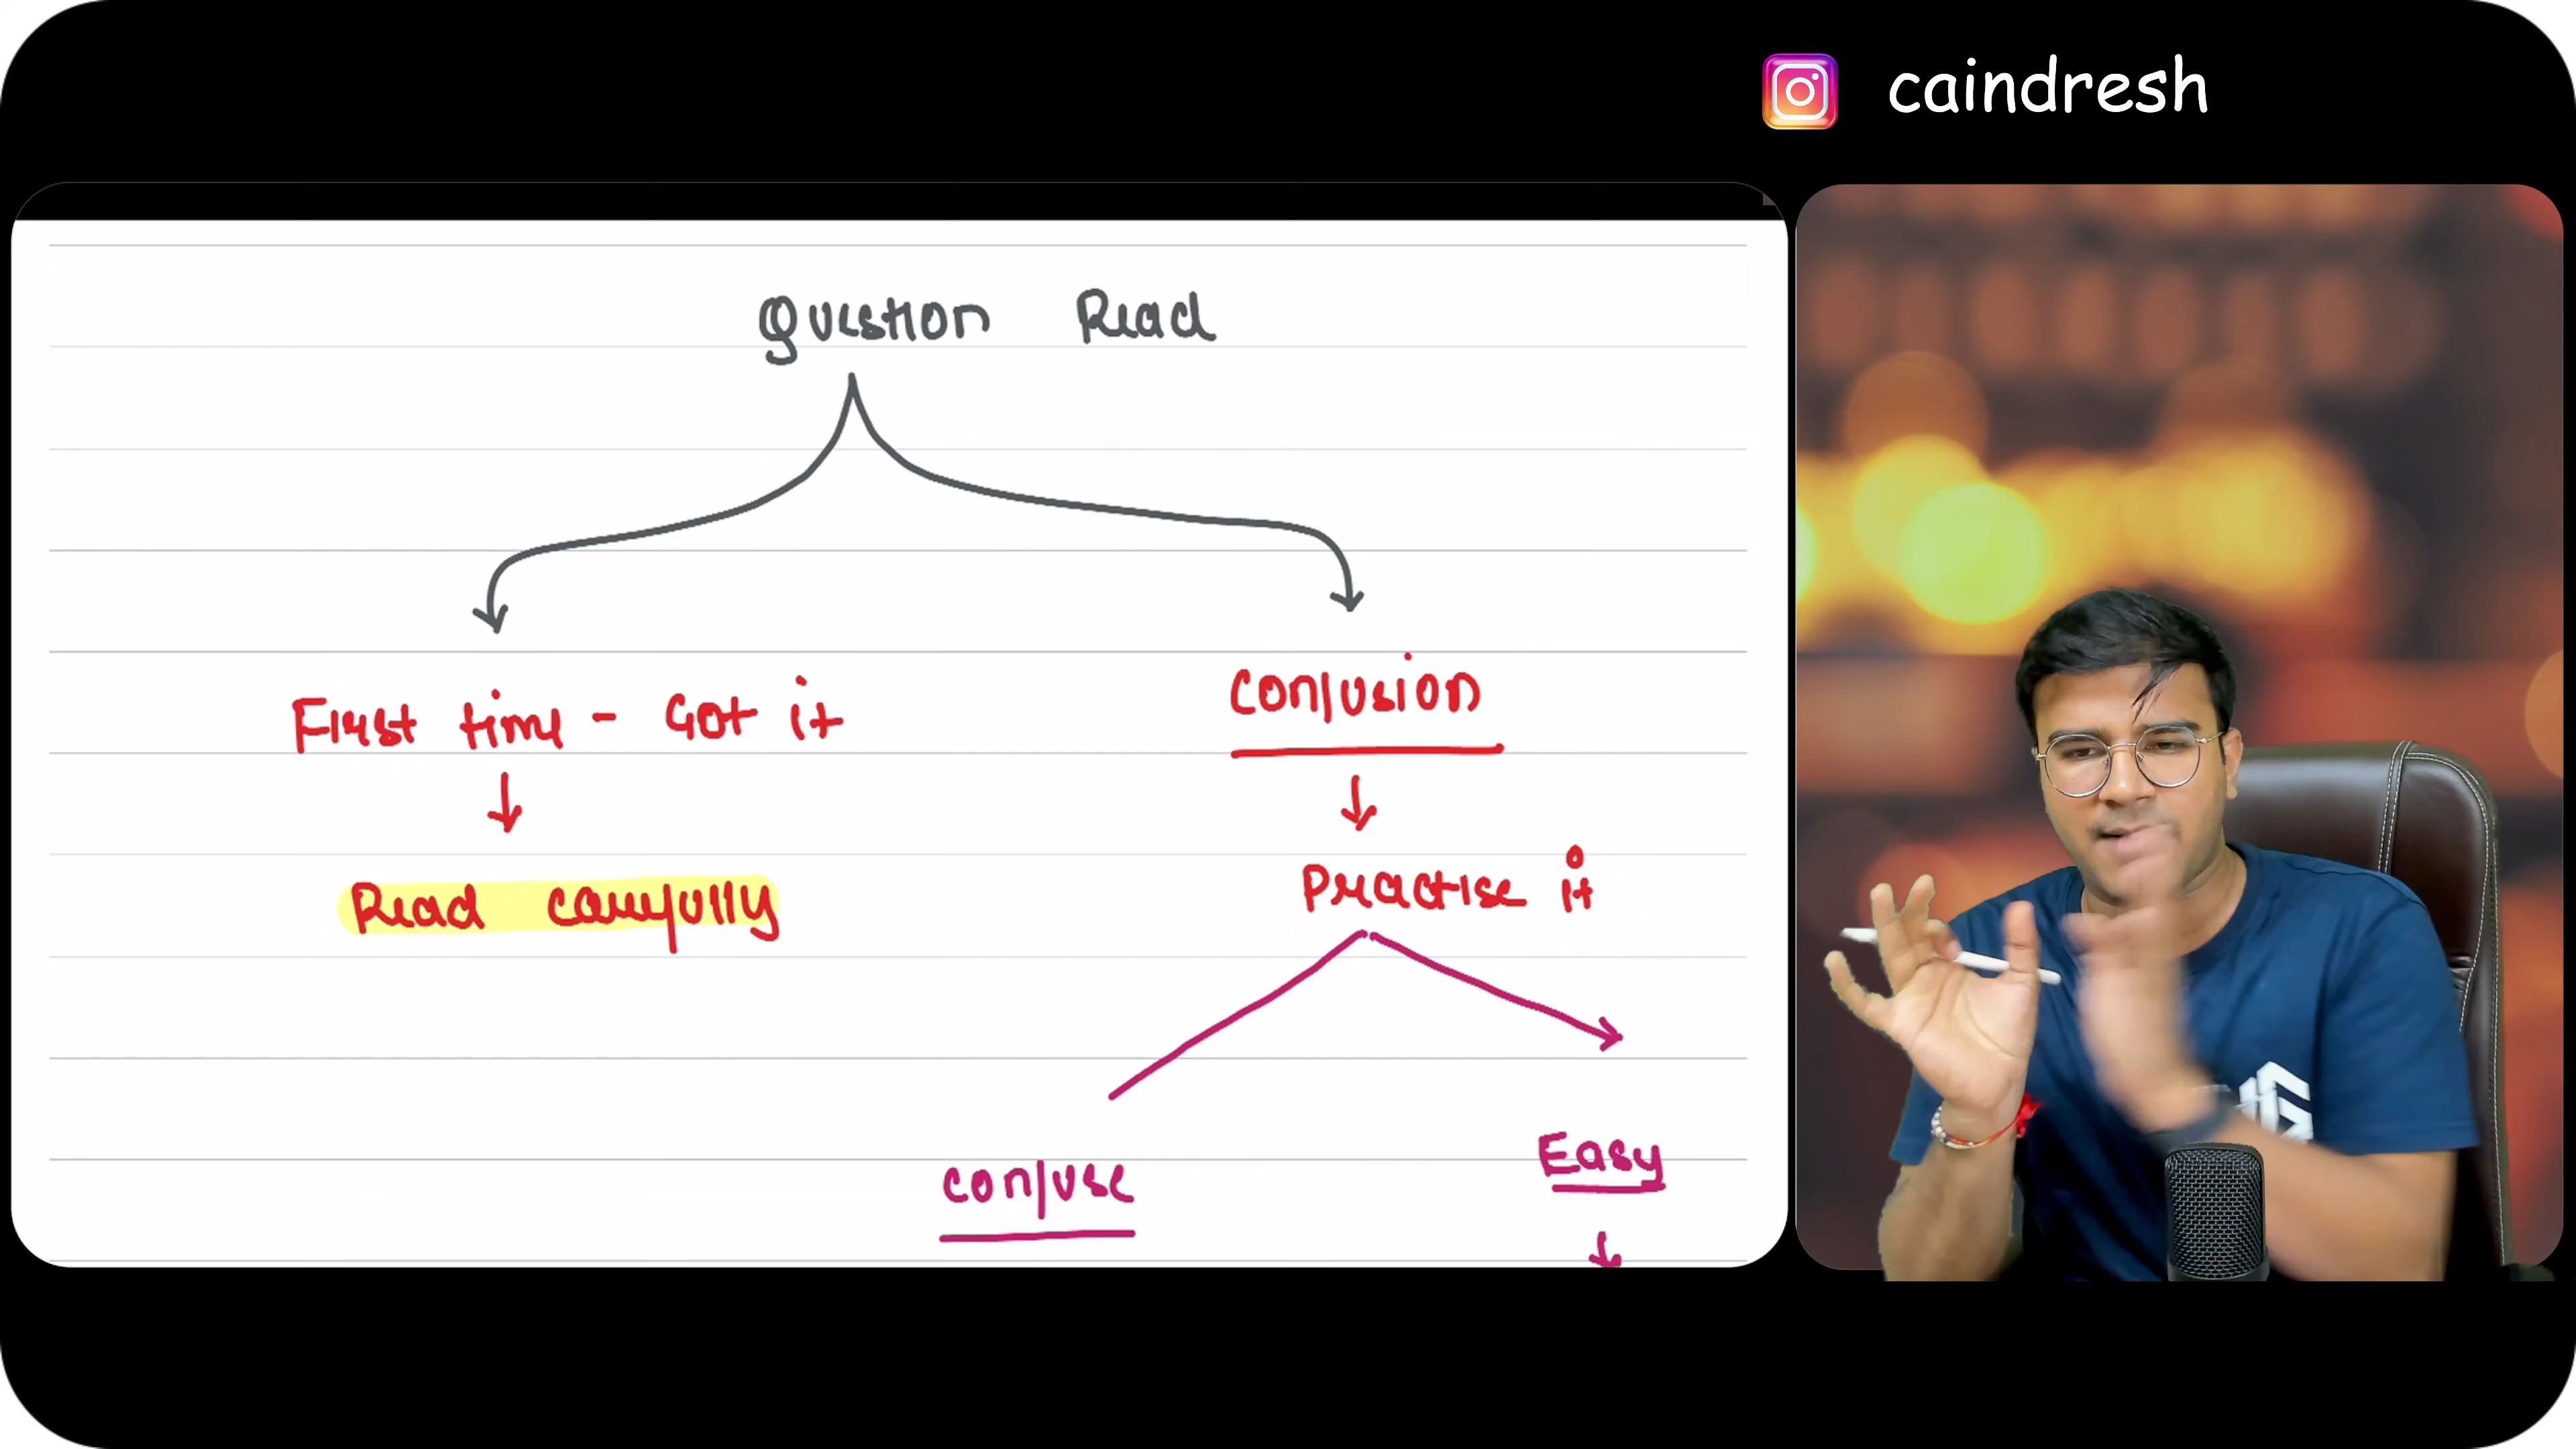 caindresh
Question Read
First time - Got it
Confusion
Read carefully
Practise it
Confuse
Easy